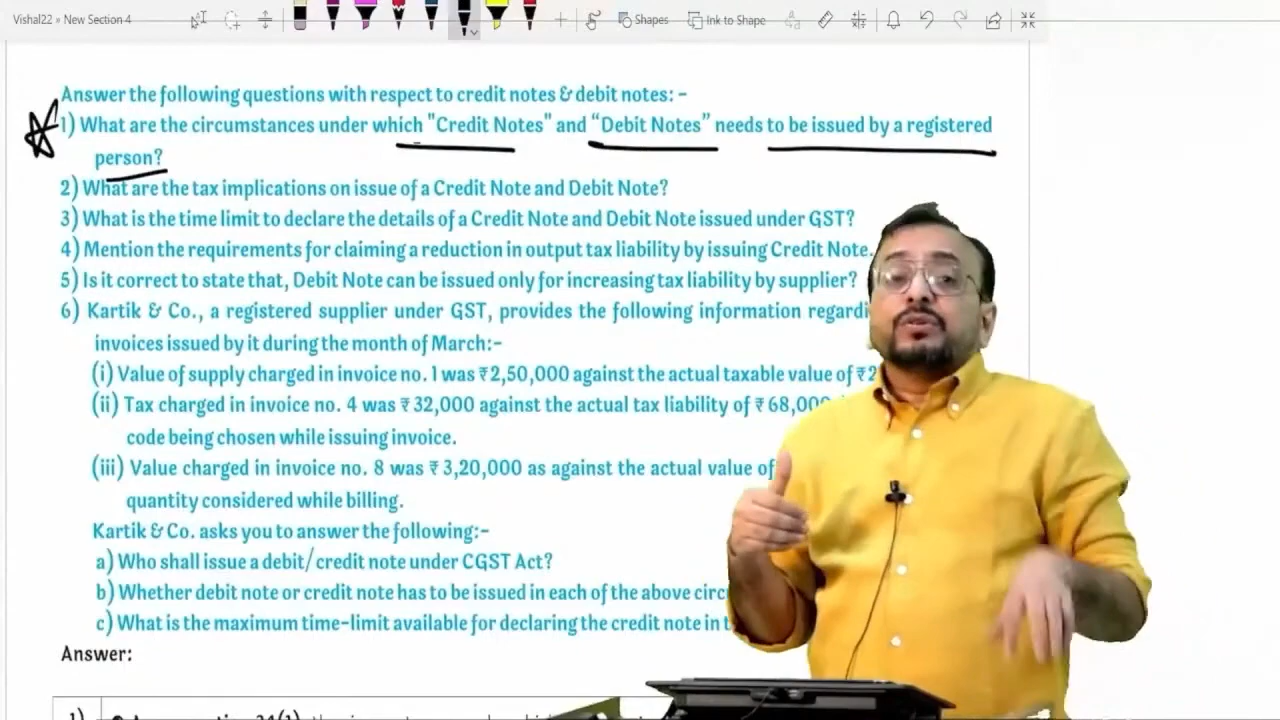 Vishal22 » New Section 4
Shapes
Ink to Shape
Answer the following questions with respect to credit notes & debit notes: -
1) What are the circumstances under which "Credit Notes" and “Debit Notes” needs to be issued by a registered
person?
2) What are the tax implications on issue of a Credit Note and Debit Note?
3) What is the time limit to declare the details of a Credit Note and Debit Note issued under GST?
4) Mention the requirements for claiming a reduction in output tax liability by issuing Credit Note.
5) Is it correct to state that, Debit Note can be issued only for increasing tax liability by supplier?
6) Kartik & Co., a registered supplier under GST, provides the following information
invoices issued by it during the month of March:-
(i) Value of supply charged in invoice no. 1 was ₹2,50,000 against the actual taxable value of
(ii) Tax charged in invoice no. 4 was ₹ 32,000 against the actual tax liability of ₹ 68,000
code being chosen while issuing invoice.
(iii) Value charged in invoice no. 8 was ₹ 3,20,000 as against the actual value of
quantity considered while billing.
Kartik & Co. asks you to answer the following:-
a) Who shall issue a debit/credit note under CGST Act?
b) Whether debit note or credit note has to be issued in each of the above
c) What is the maximum time-limit available for declaring the credit note in
Answer: